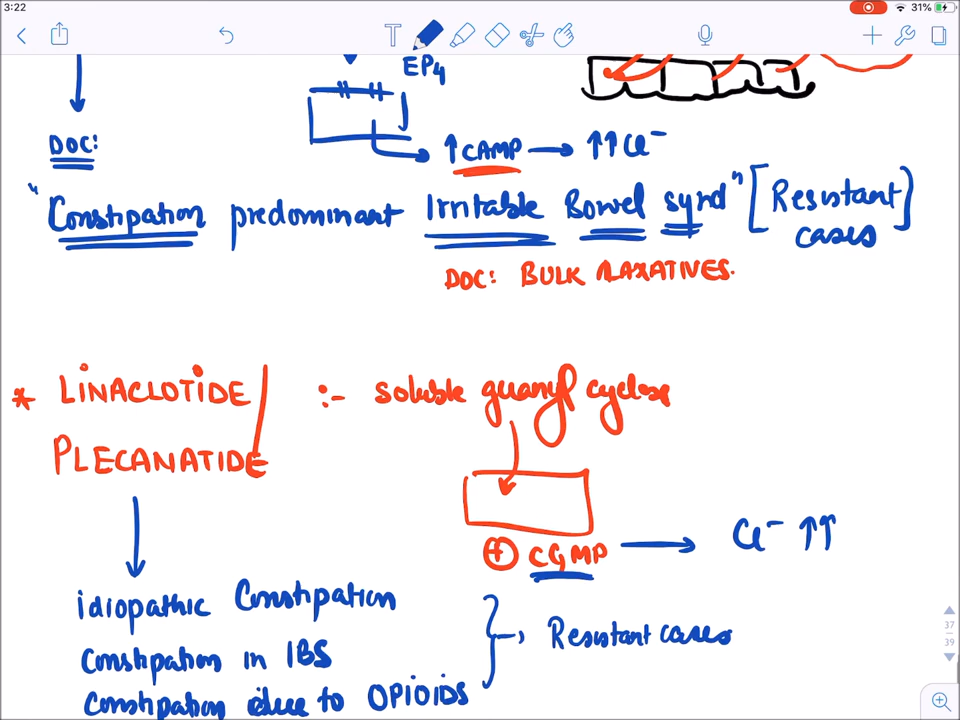 3:22
31%
T
EP4
DOC:
↑ CAMP → ↑↑ Cl⁻
"Constipation predominant Irritable Bowel synd" [Resistant cases]
DOC: BULK LAXATIVES.
* LINACLOTIDE / :- soluble guanyl cyclase
PLECANATIDE
⊕ CGMP → Cl⁻ ↑↑
idiopathic Constipation
Constipation in IBS
Resistant cases
Constipation due to OPIOIDS
37
39